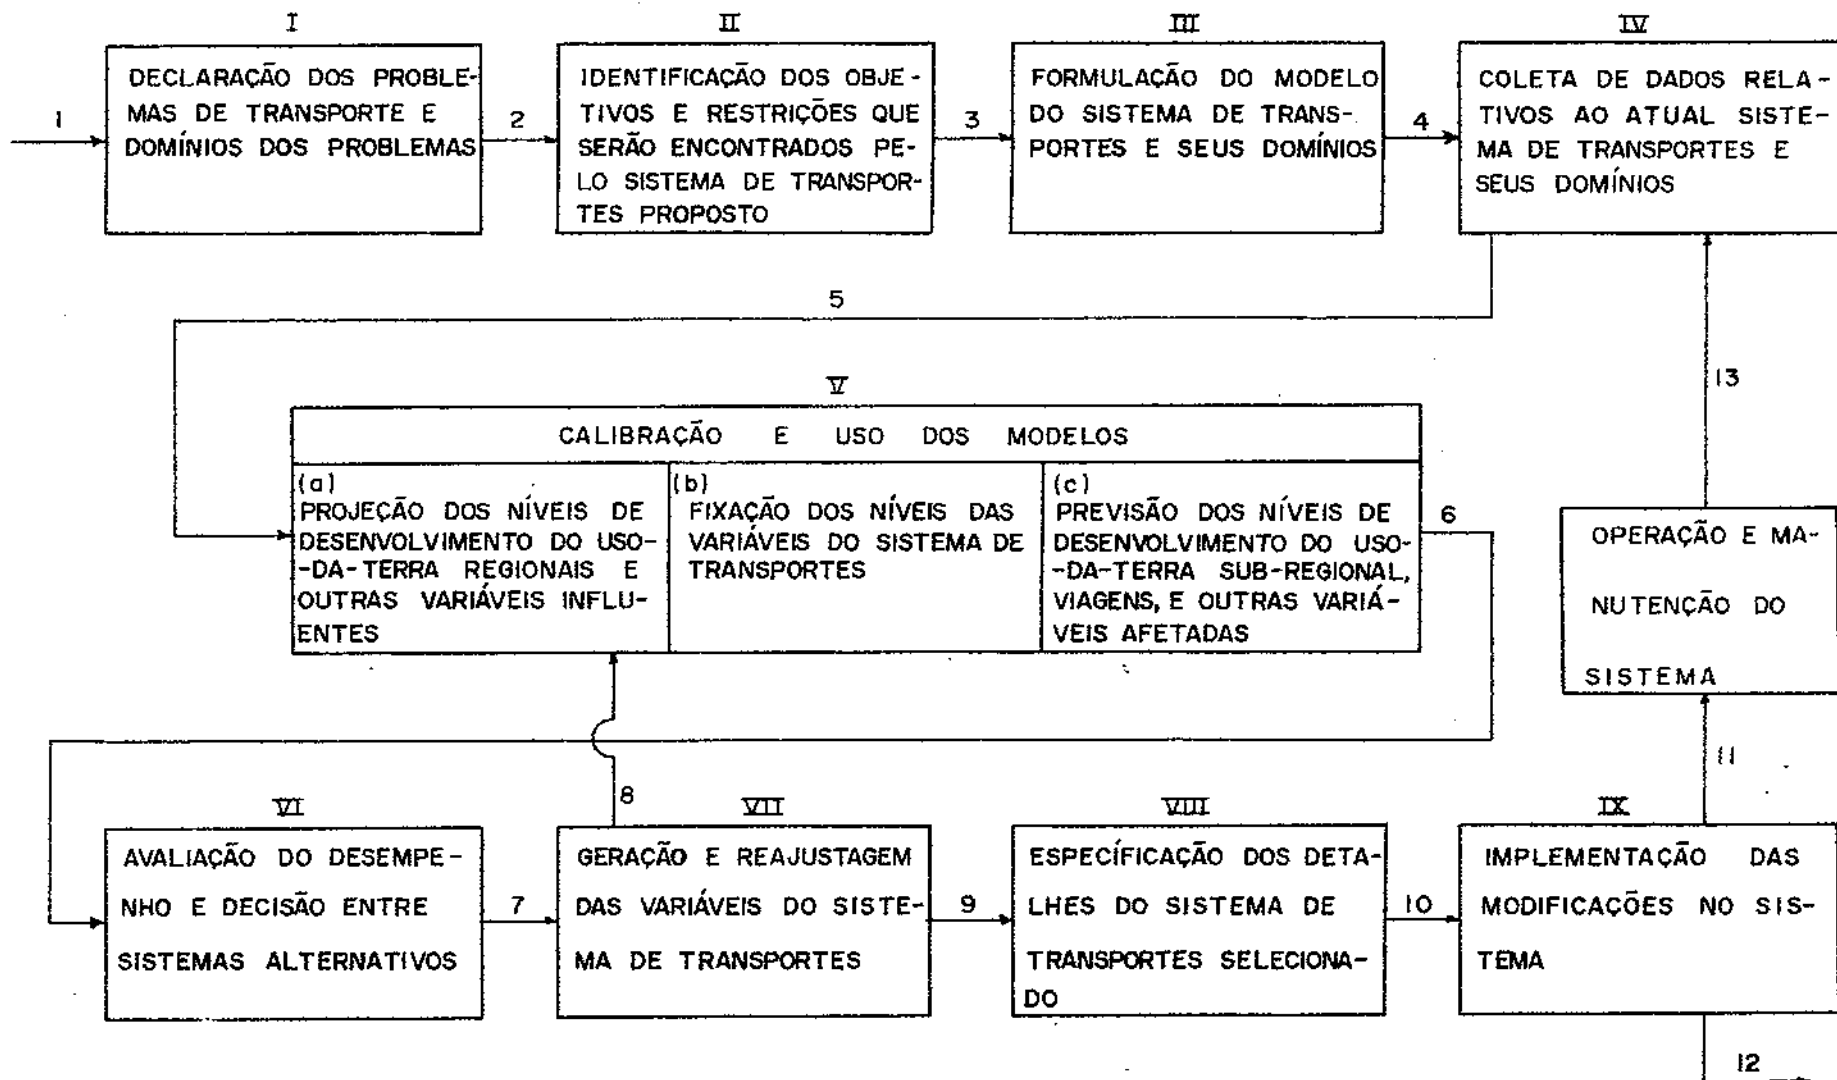 I
DECLARAÇÃO DOS PROBLE-
MAS DE TRANSPORTE E
DOMÍNIOS DOS PROBLEMAS
1
2
II
IDENTIFICAÇÃO DOS OBJE-
TIVOS E RESTRIÇÕES QUE
SERÃO ENCONTRADOS PE-
LO SISTEMA DE TRANSPOR-
TES PROPOSTO
3
III
FORMULAÇÃO DO MODELO
DO SISTEMA DE TRANS-
PORTES E SEUS DOMÍNIOS
4
IV
COLETA DE DADOS RELA-
TIVOS AO ATUAL SISTE-
MA DE TRANSPORTES E
SEUS DOMÍNIOS
5
13
V
CALIBRAÇÃO E USO DOS MODELOS
(a)
PROJEÇÃO DOS NÍVEIS DE
DESENVOLVIMENTO DO USO-
-DA-TERRA REGIONAIS E
OUTRAS VARIÁVEIS INFLU-
ENTES
(b)
FIXAÇÃO DOS NÍVEIS DAS
VARIÁVEIS DO SISTEMA DE
TRANSPORTES
(c)
PREVISÃO DOS NÍVEIS DE
DESENVOLVIMENTO DO USO-
-DA-TERRA SUB-REGIONAL,
VIAGENS, E OUTRAS VARIÁ-
VEIS AFETADAS
6
OPERAÇÃO E MA-
NUTENÇÃO DO
SISTEMA
11
8
VI
AVALIAÇÃO DO DESEMPE-
NHO E DECISÃO ENTRE
SISTEMAS ALTERNATIVOS
7
VII
GERAÇÃO E REAJUSTAGEM
DAS VARIÁVEIS DO SISTE-
MA DE TRANSPORTES
9
VIII
ESPECÍFICAÇÃO DOS DETA-
LHES DO SISTEMA DE
TRANSPORTES SELECIONA-
DO
10
IX
IMPLEMENTAÇÃO DAS
MODIFICAÇÕES NO SIS-
TEMA
12